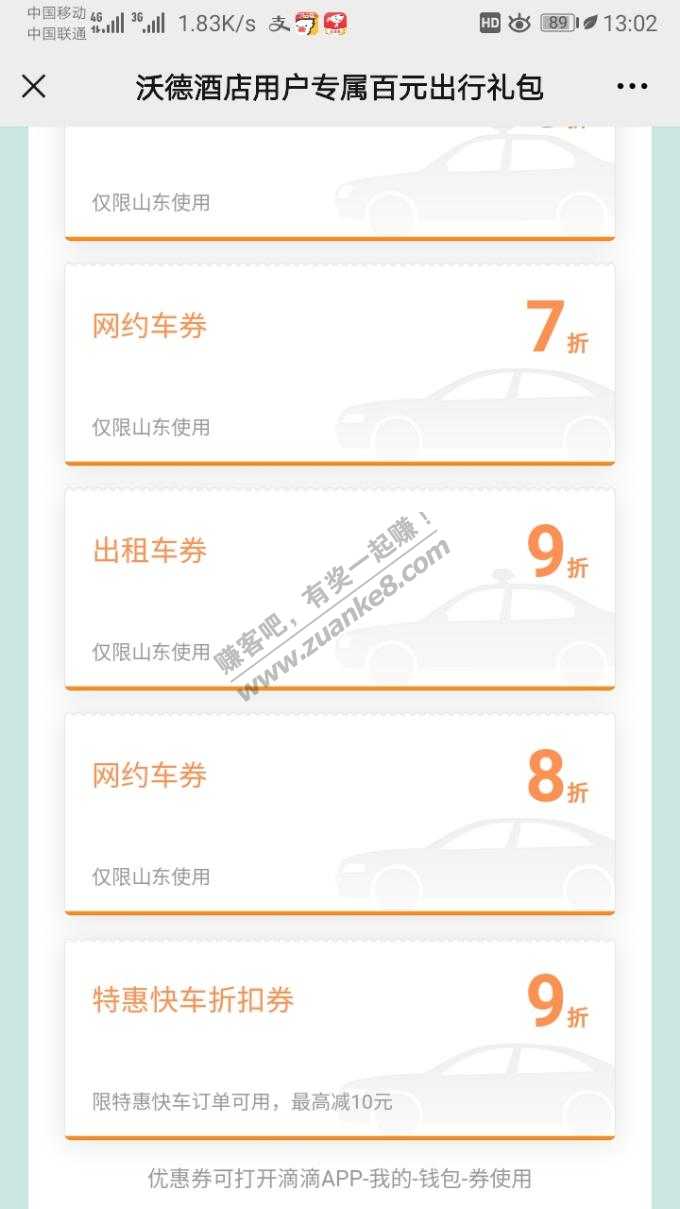 中国移动 4G 3G 1.83K/s 支 HD 89 13:02
中国联通
沃德酒店用户专属百元出行礼包
仅限山东使用
网约车券
7折
仅限山东使用
出租车券
9折
仅限山东使用
赚客吧，有奖一起赚！
www.zuanke8.com
网约车券
8折
仅限山东使用
特惠快车折扣券
9折
限特惠快车订单可用，最高减10元
优惠券可打开滴滴APP-我的-钱包-券使用